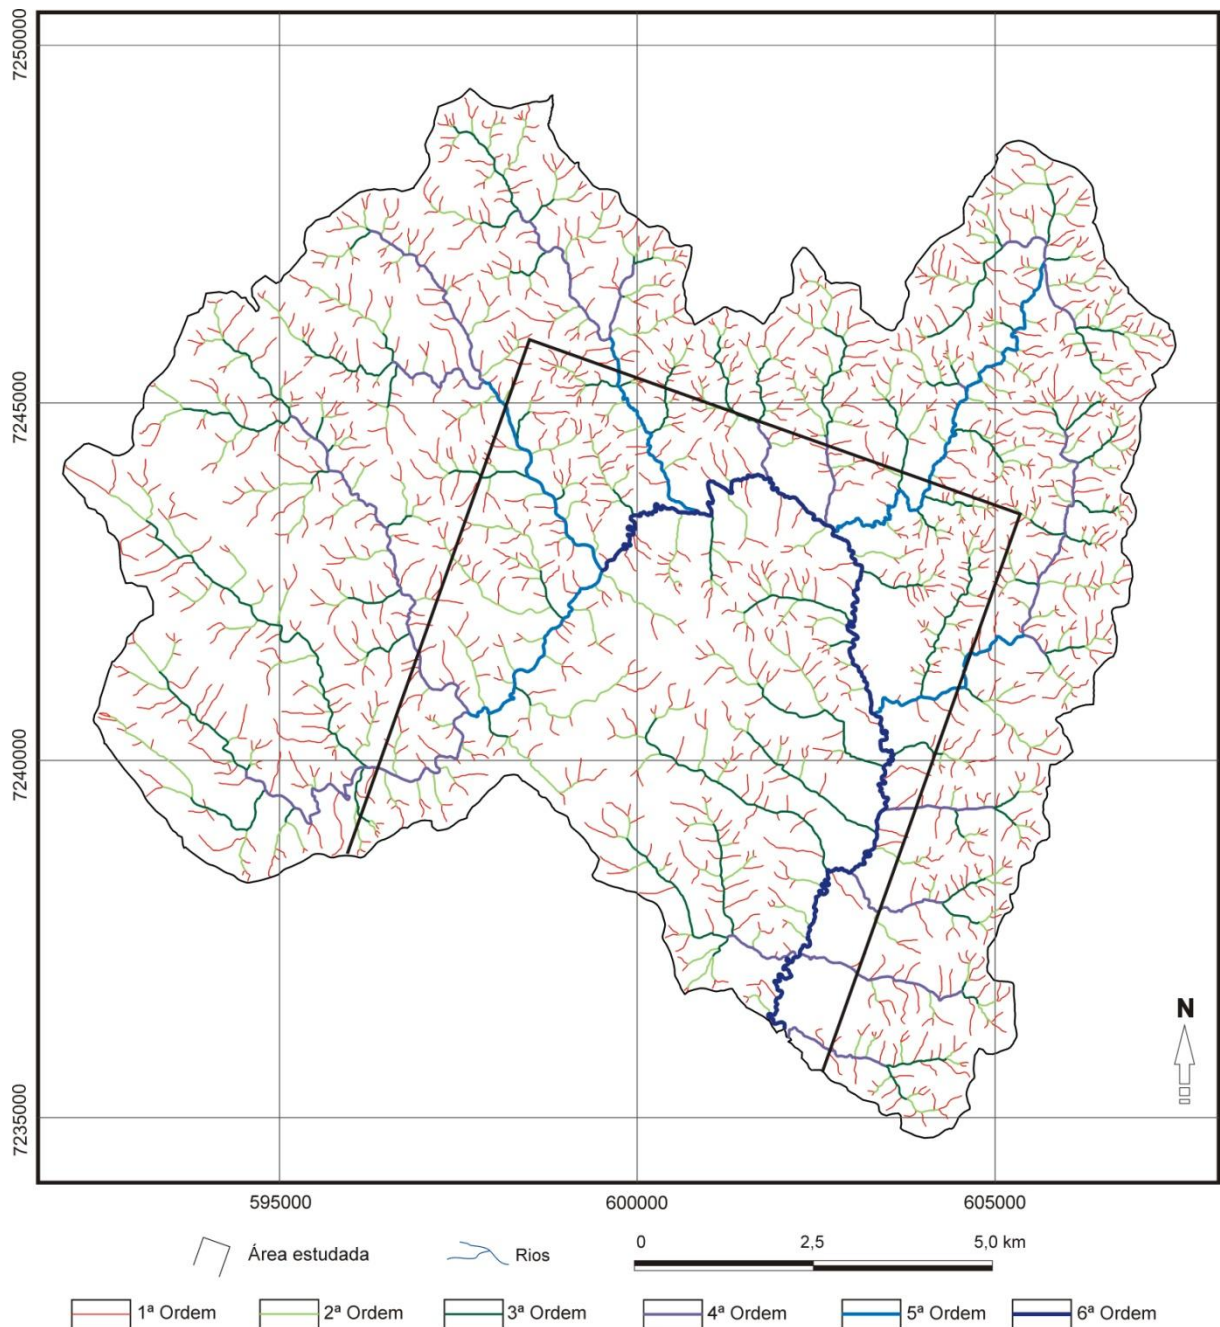 7250000
7245000
7240000
7235000
N
595000
600000
605000
Área estudada
Rios
0
2,5
5,0 km
1ª Ordem
2ª Ordem
3ª Ordem
4ª Ordem
5ª Ordem
6ª Ordem